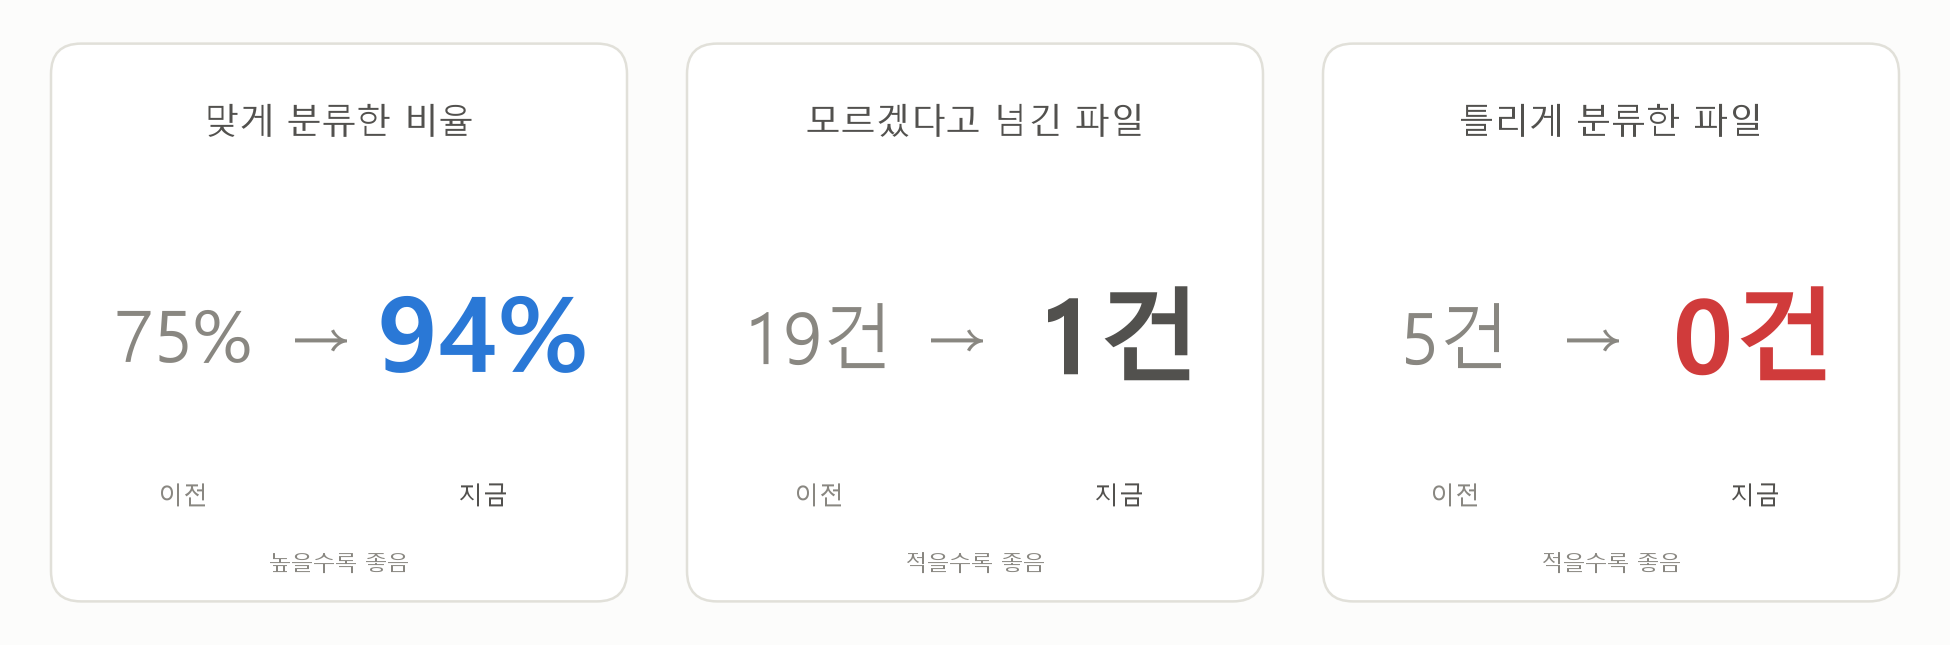 맞게 분류한 비율
75% → 94%
이전 지금
높을수록 좋음
모르겠다고 넘긴 파일
19건 → 1건
이전 지금
적을수록 좋음
틀리게 분류한 파일
5건 → 0건
이전 지금
적을수록 좋음